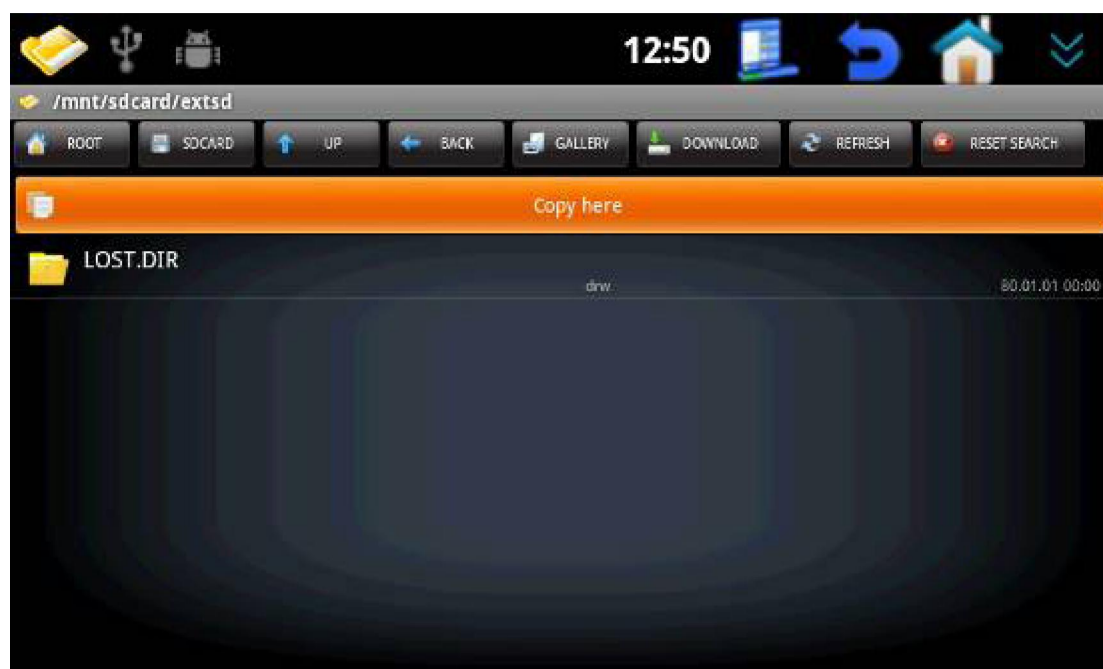 12:50
/mnt/sdcard/extsd
ROOT SDCARD UP BACK GALLERY DOWNLOAD REFRESH RESET SEARCH
Copy here
LOST.DIR
drw 80.01.01 00:00